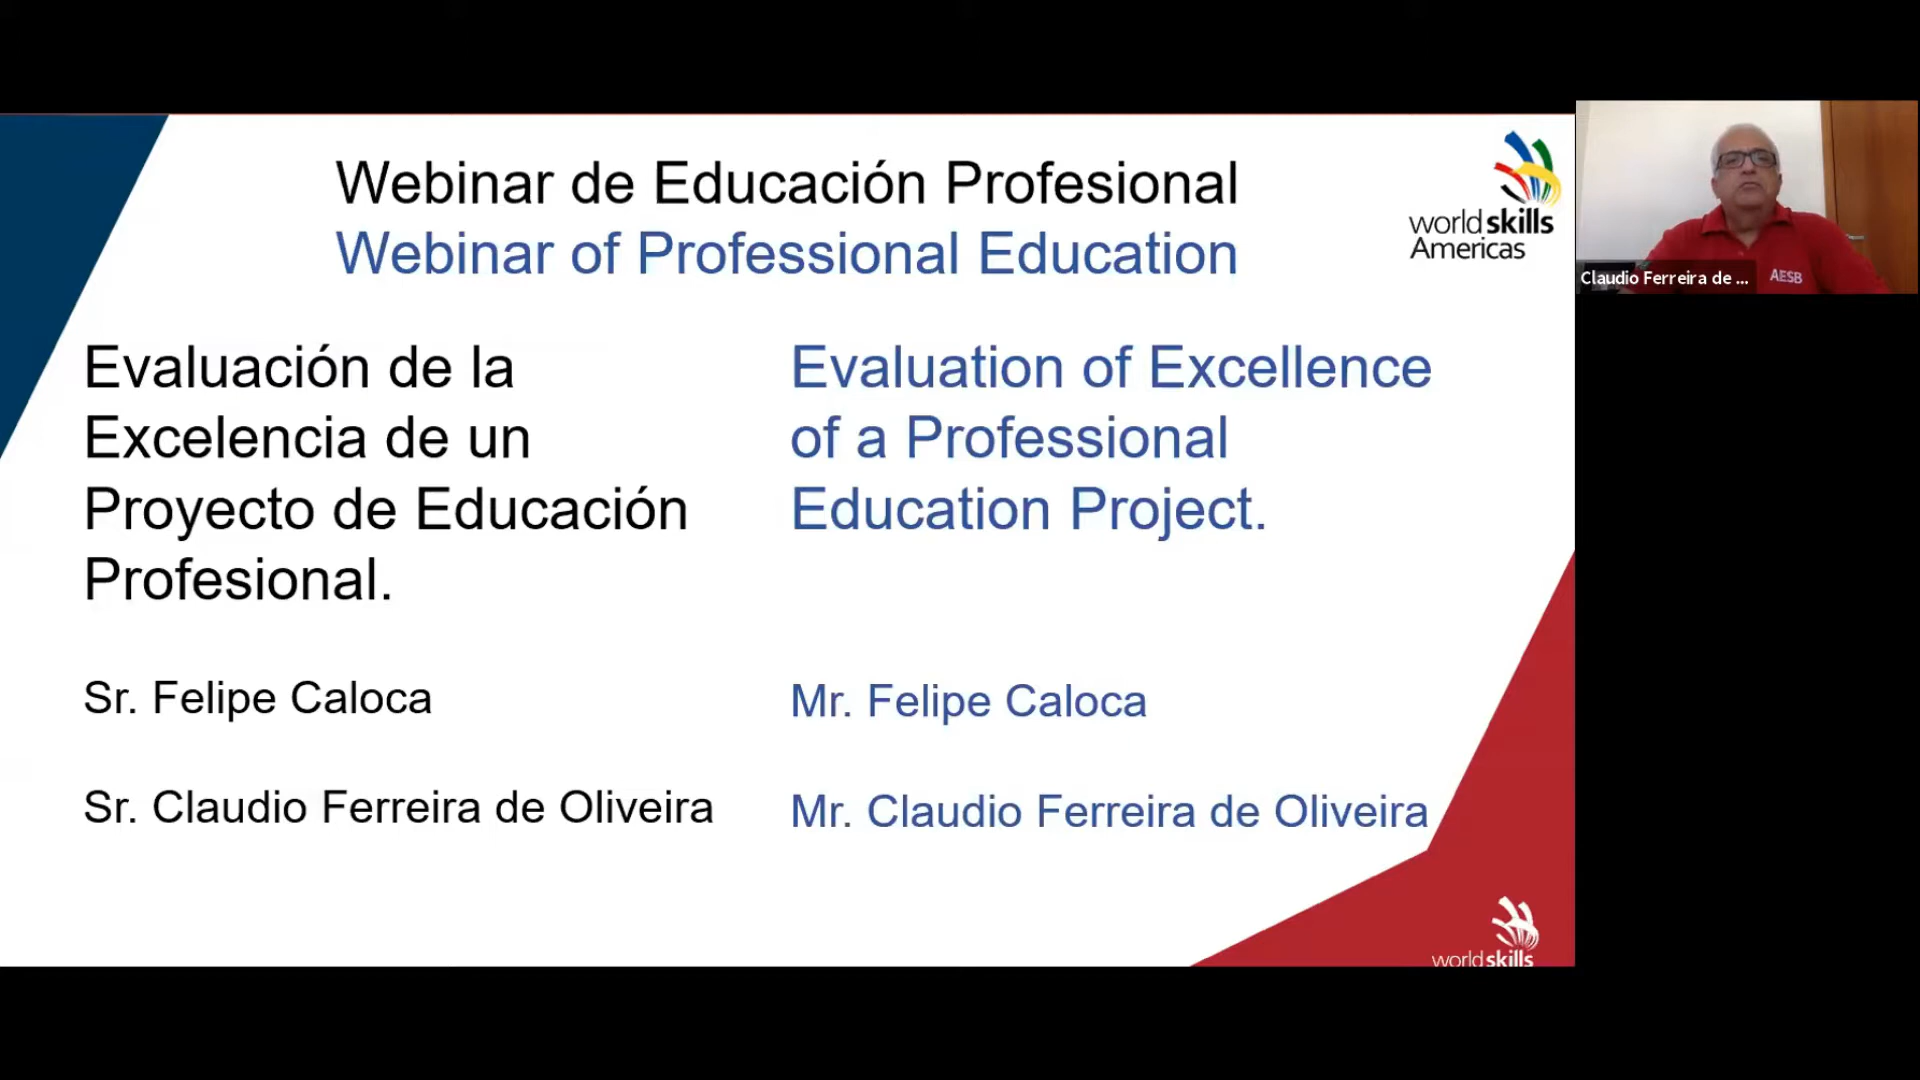 Webinar de Educación Profesional
Webinar of Professional Education
world skills
Americas
Evaluación de la
Excelencia de un
Proyecto de Educación
Profesional.
Evaluation of Excellence
of a Professional
Education Project.
Sr. Felipe Caloca
Mr. Felipe Caloca
Sr. Claudio Ferreira de Oliveira
Mr. Claudio Ferreira de Oliveira
world skills
Claudio Ferreira de ...
AESB